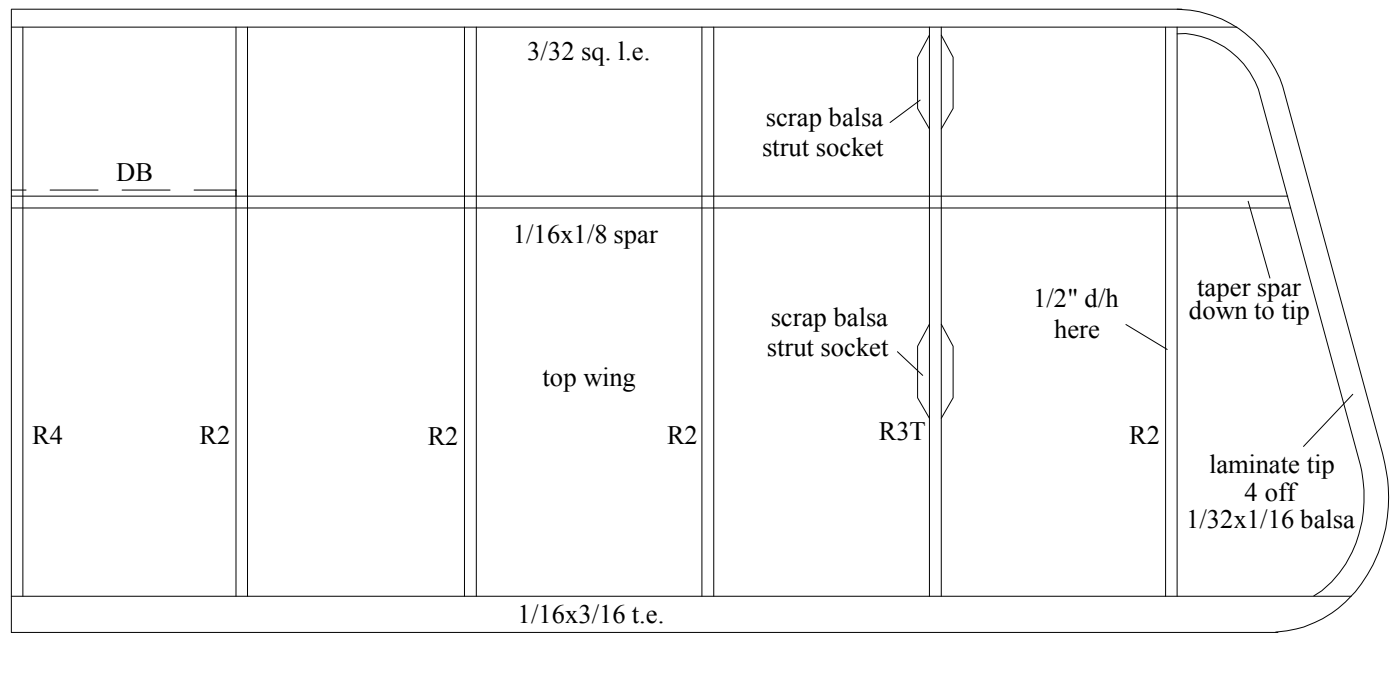 3/32 sq. l.e.
scrap balsa
strut socket
DB
1/16x1/8 spar
taper spar
down to tip
1/2" d/h
here
scrap balsa
strut socket
top wing
R4
R2
R2
R2
R3T
R2
laminate tip
4 off
1/32x1/16 balsa
1/16x3/16 t.e.